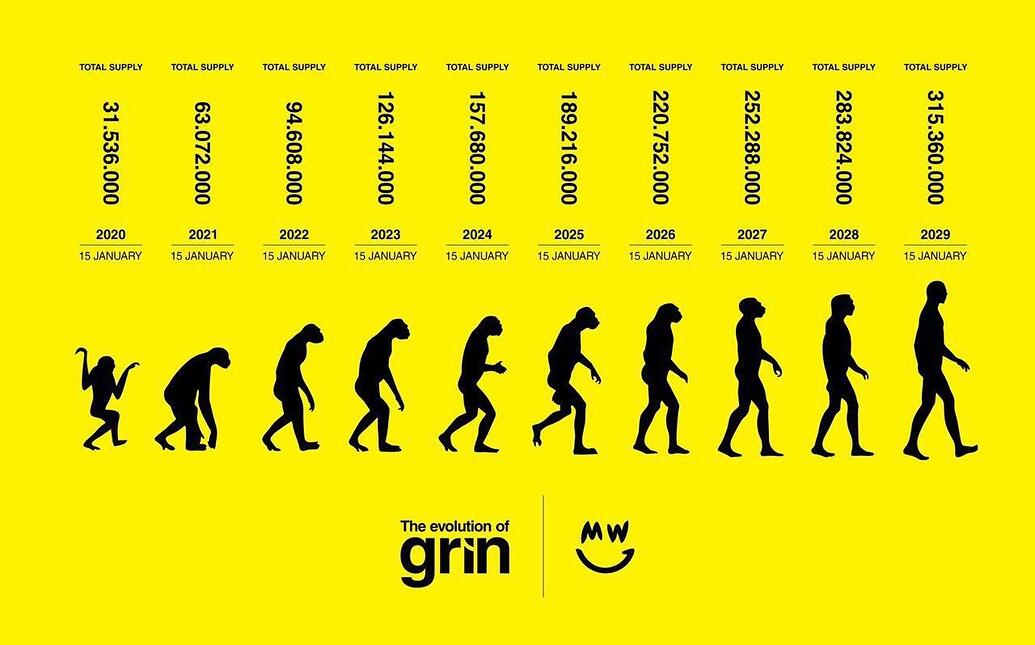 TOTAL SUPPLY TOTAL SUPPLY TOTAL SUPPLY TOTAL SUPPLY TOTAL SUPPLY TOTAL SUPPLY TOTAL SUPPLY TOTAL SUPPLY TOTAL SUPPLY TOTAL SUPPLY
31.536.000 63.072.000 94.608.000 126.144.000 157.680.000 189.216.000 220.752.000 252.288.000 283.824.000 315.360.000
2020 2021 2022 2023 2024 2025 2026 2027 2028 2029
15 JANUARY 15 JANUARY 15 JANUARY 15 JANUARY 15 JANUARY 15 JANUARY 15 JANUARY 15 JANUARY 15 JANUARY 15 JANUARY
The evolution of
grin
MW